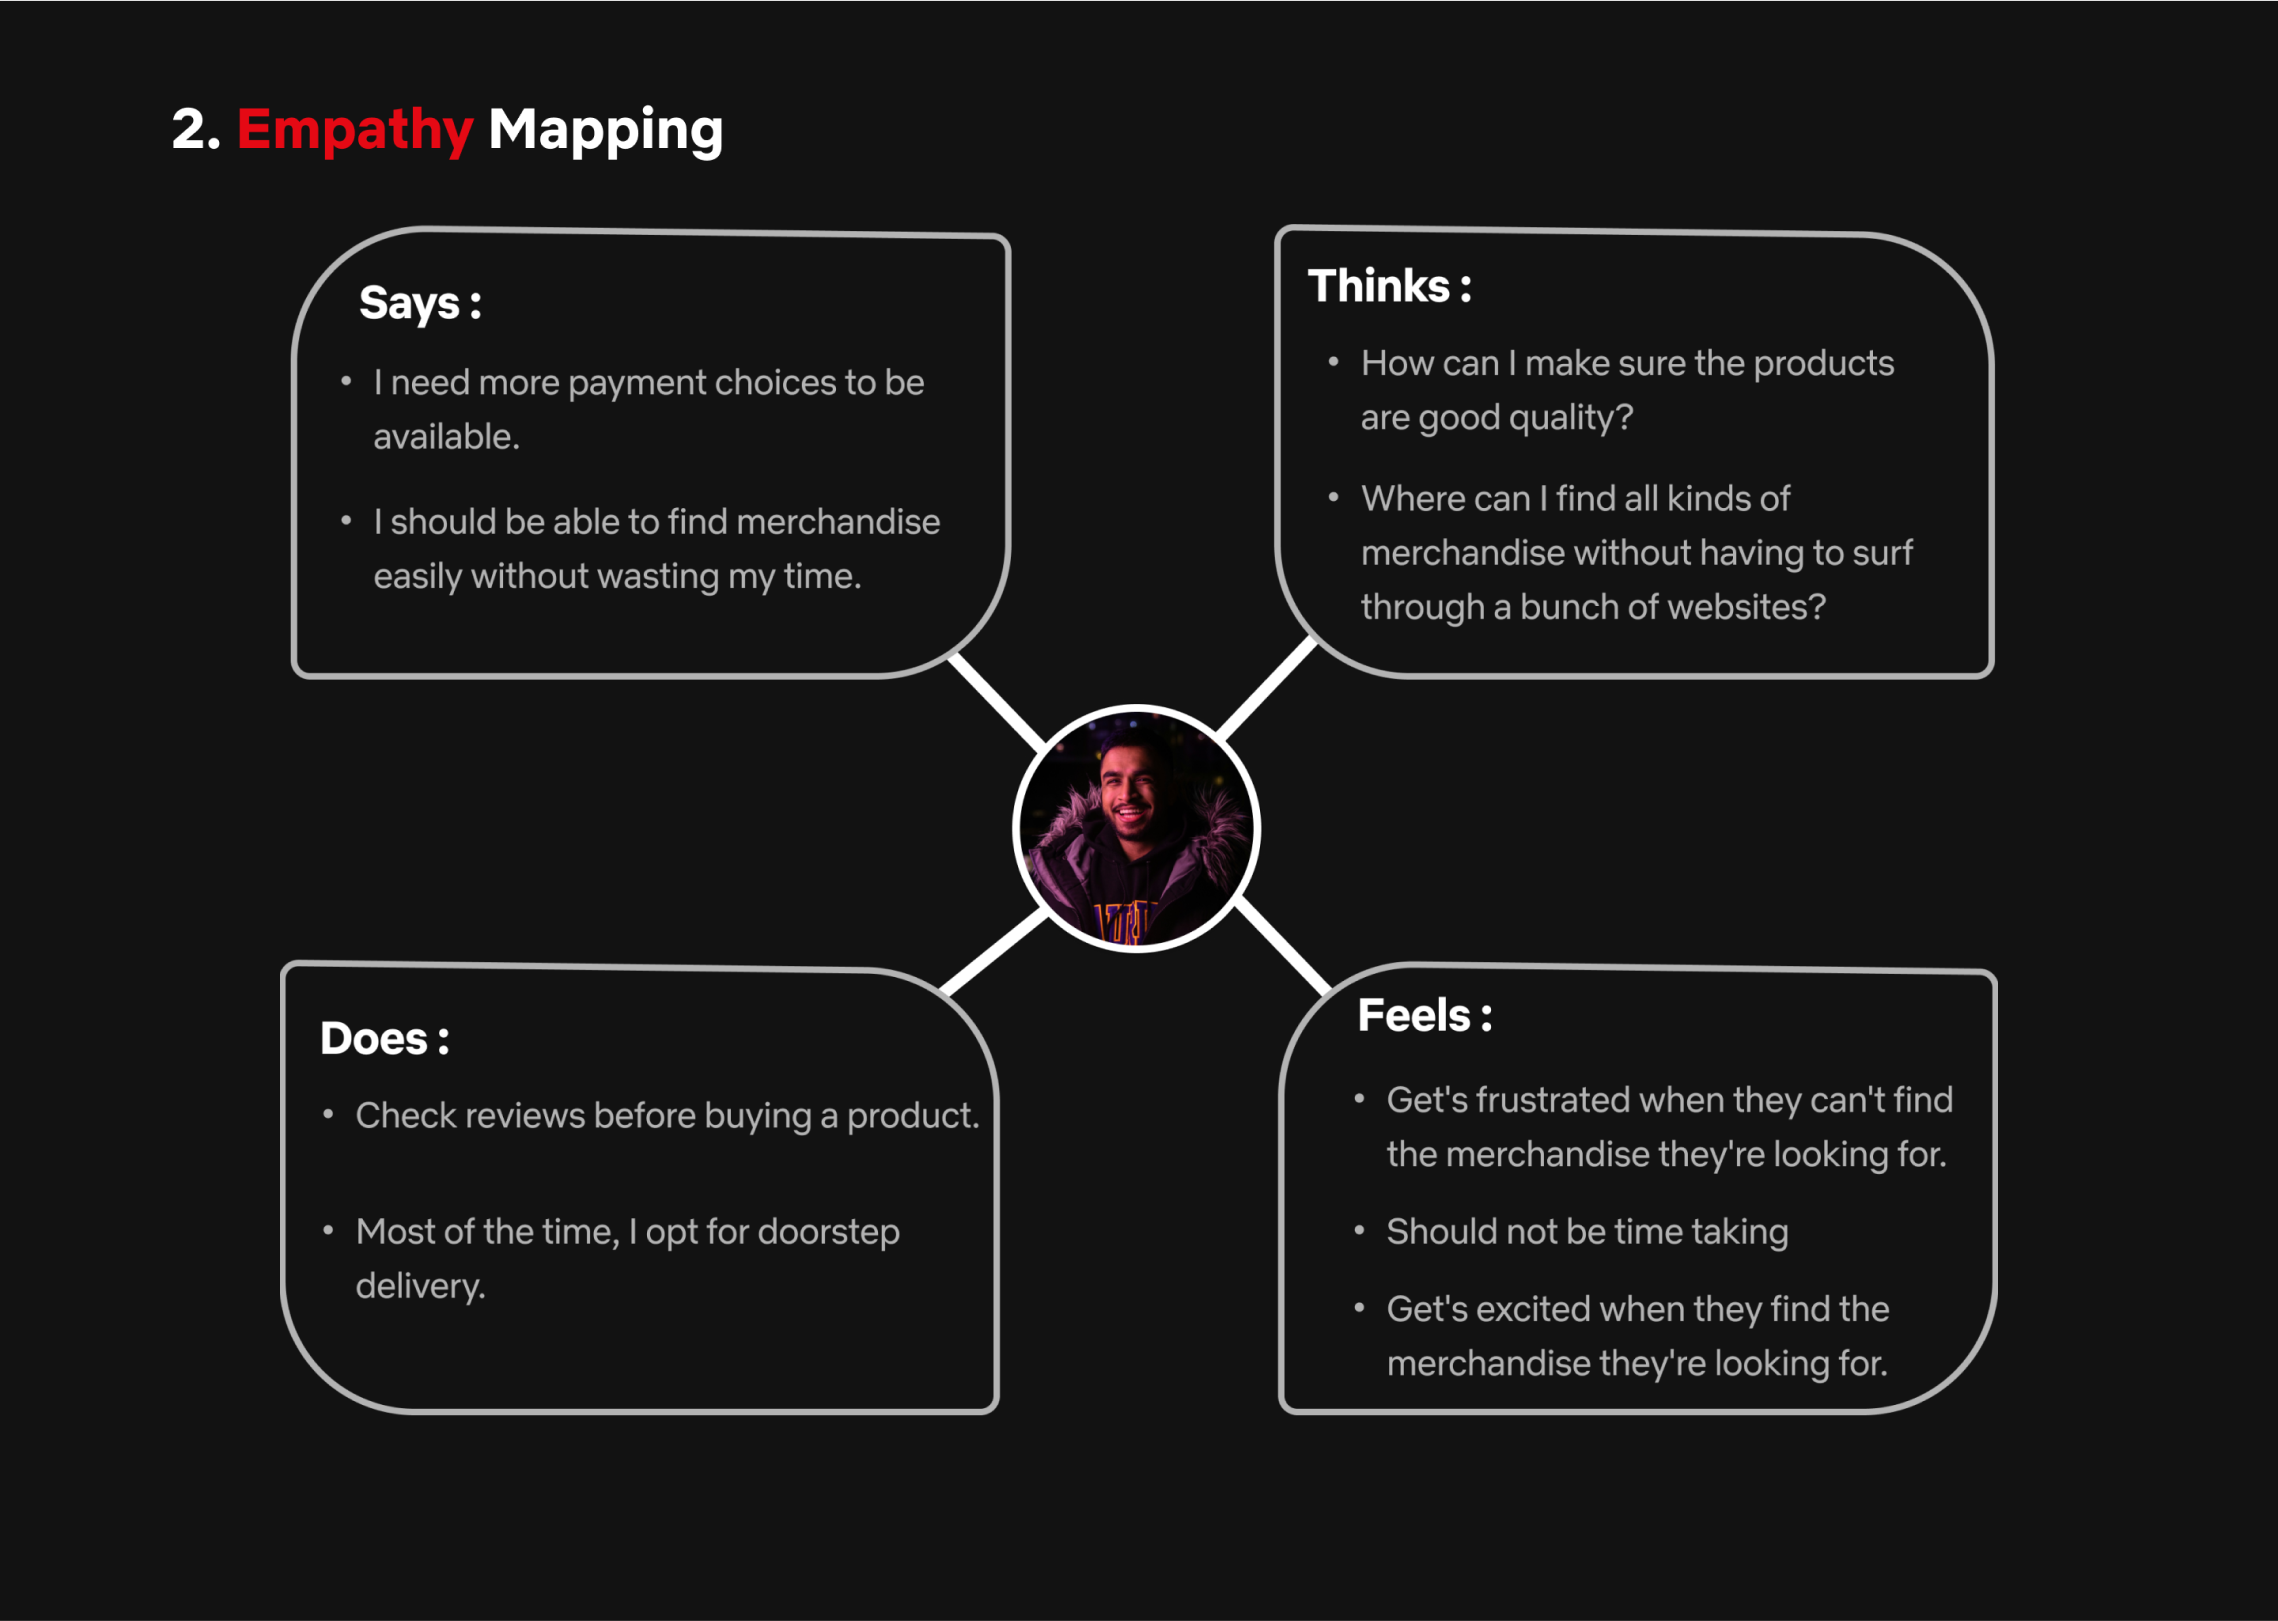 2. Empathy Mapping
Says :
• I need more payment choices to be
available.
• I should be able to find merchandise
easily without wasting my time.
Thinks :
• How can I make sure the products
are good quality?
• Where can I find all kinds of
merchandise without having to surf
through a bunch of websites?
Does :
• Check reviews before buying a product.
• Most of the time, I opt for doorstep
delivery.
Feels :
• Get's frustrated when they can't find
the merchandise they're looking for.
• Should not be time taking
• Get's excited when they find the
merchandise they're looking for.